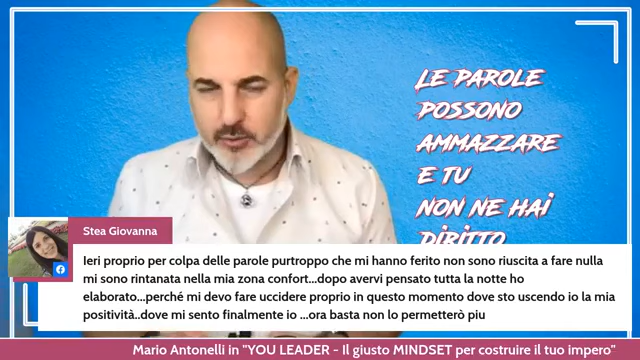 LE PAROLE
POSSONO
AMMAZZARE
E TU
NON NE HAI
DIRITTO
Stea Giovanna
Ieri proprio per colpa delle parole purtroppo che mi hanno ferito non sono riuscita a fare nulla
mi sono rintanata nella mia zona confort...dopo avervi pensato tutta la notte ho
elaborato...perché mi devo fare uccidere proprio in questo momento dove sto uscendo io la mia
positività..dove mi sento finalmente io ...ora basta non lo permetterò piu
Mario Antonelli in "YOU LEADER - Il giusto MINDSET per costruire il tuo impero"